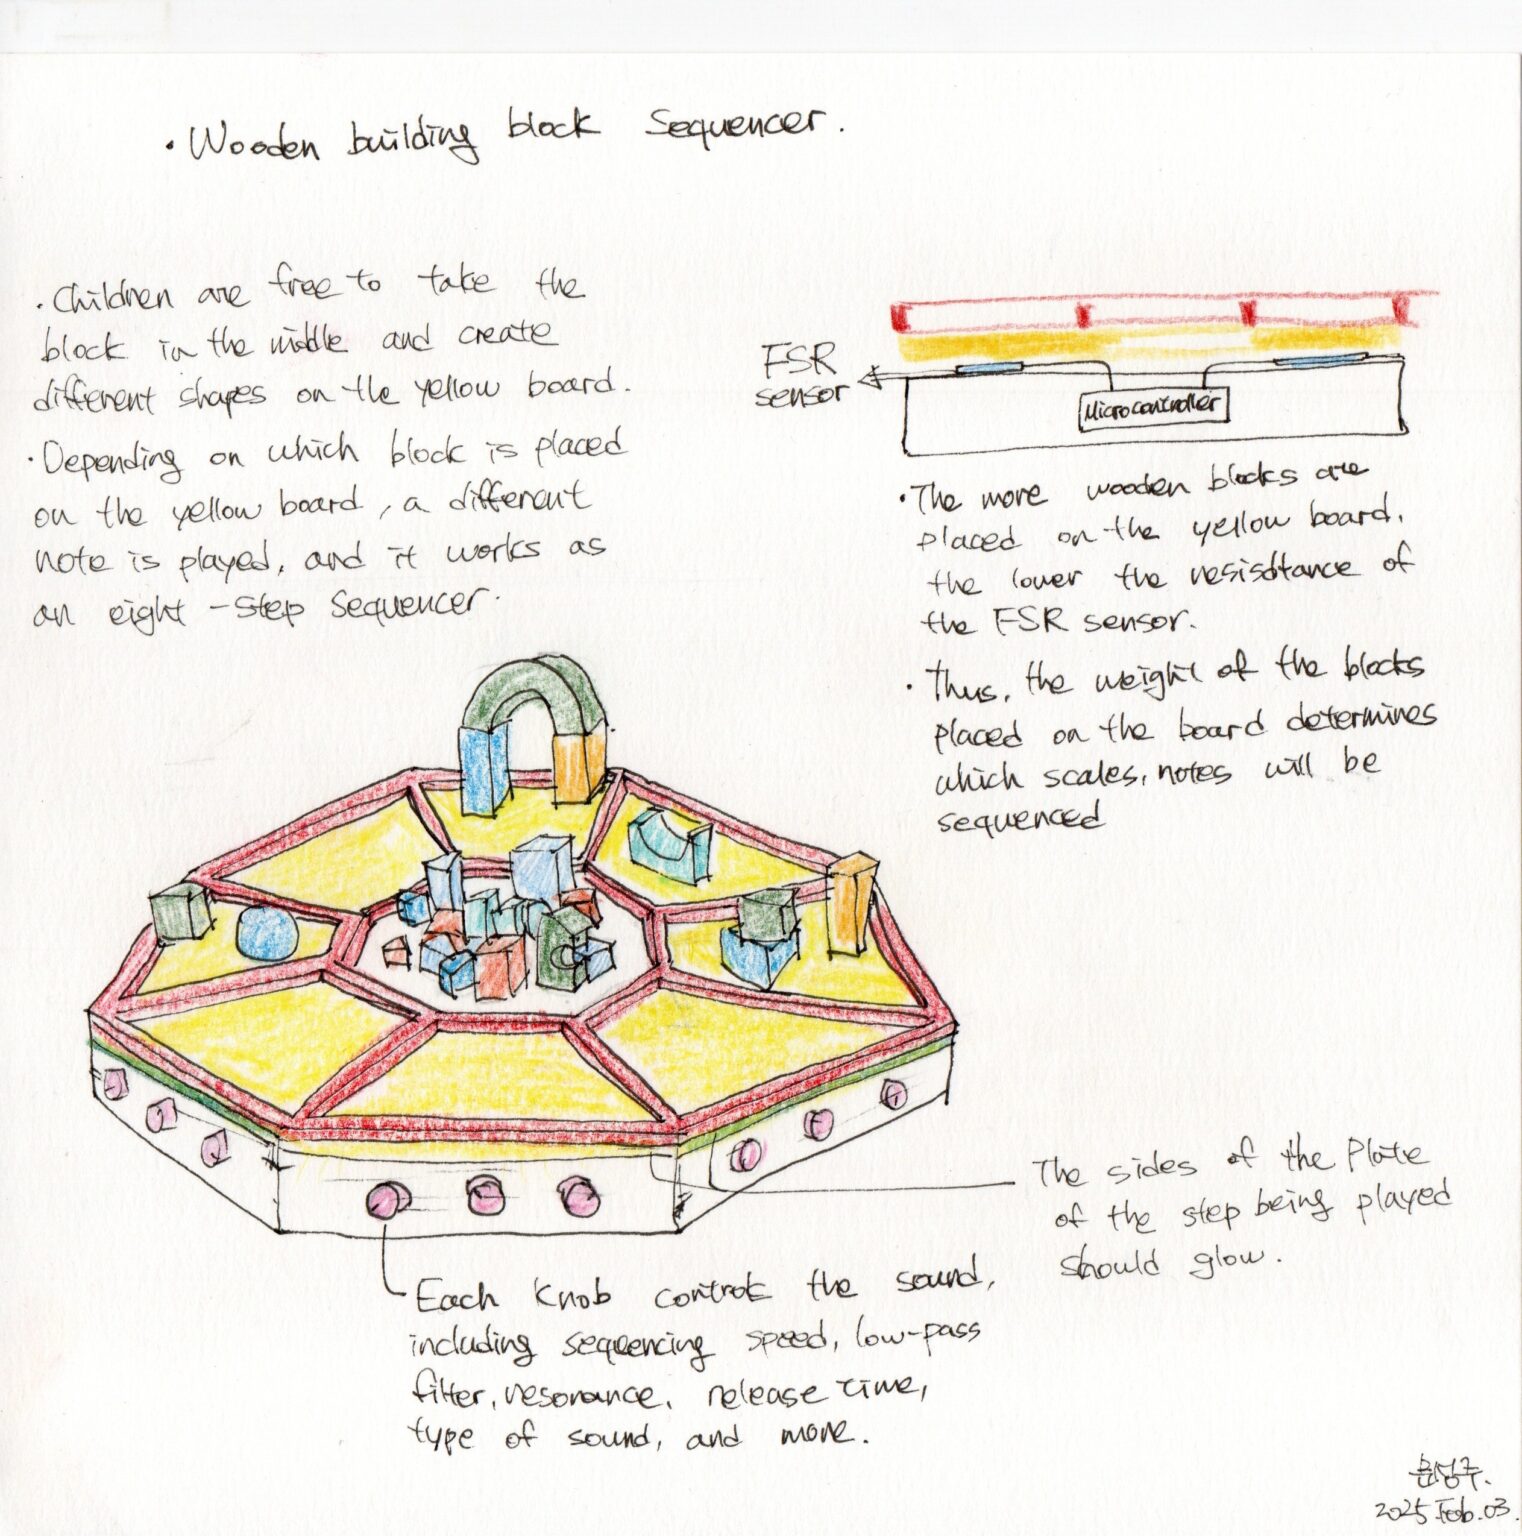 · Wooden building block Sequencer.
· Children are free to take the
block in the middle and create
different shapes on the yellow board.
· Depending on which block is placed
on the yellow board, a different
note is played, and it works as
an eight-step sequencer.
FSR
sensor
Microcontroller
· The more wooden blocks are
placed on the yellow board,
the lower the resisdtance of
the FSR sensor.
· Thus, the weight of the blocks
placed on the board determines
which scales, notes will be
sequenced
The sides of the Plate
of the step being played
should glow.
Each knob controls the sound,
including sequencing speed, low-pass
filter, resonance, release time,
type of sound, and more.
2025 Feb. 03.